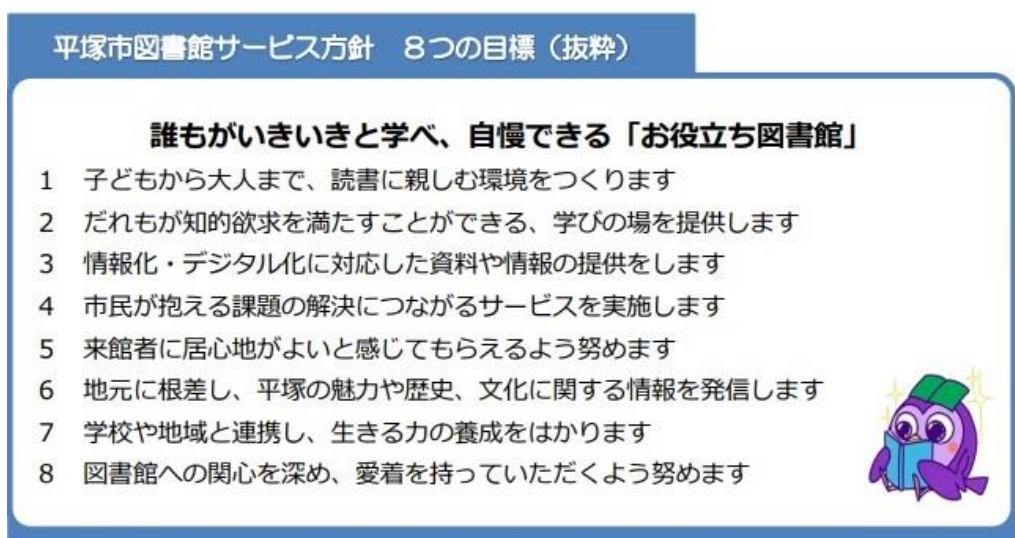 平塚市図書館サービス方針　８つの目標（抜粋）
誰もがいきいきと学べ、自慢できる「お役立ち図書館」
1　子どもから大人まで、読書に親しむ環境をつくります
2　だれもが知的欲求を満たすことができる、学びの場を提供します
3　情報化・デジタル化に対応した資料や情報の提供をします
4　市民が抱える課題の解決につながるサービスを実施します
5　来館者に居心地がよいと感じてもらえるよう努めます
6　地元に根差し、平塚の魅力や歴史、文化に関する情報を発信します
7　学校や地域と連携し、生きる力の養成をはかります
8　図書館への関心を深め、愛着を持っていただくよう努めます